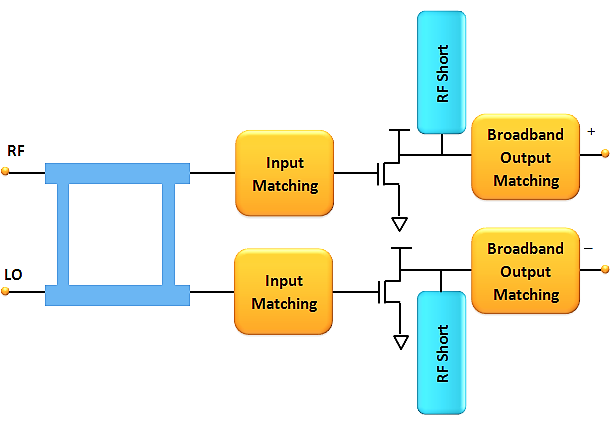 RF Short
Broadband
Output
Matching
+
RF
Input
Matching
LO
Input
Matching
Broadband
Output
Matching
–
RF Short